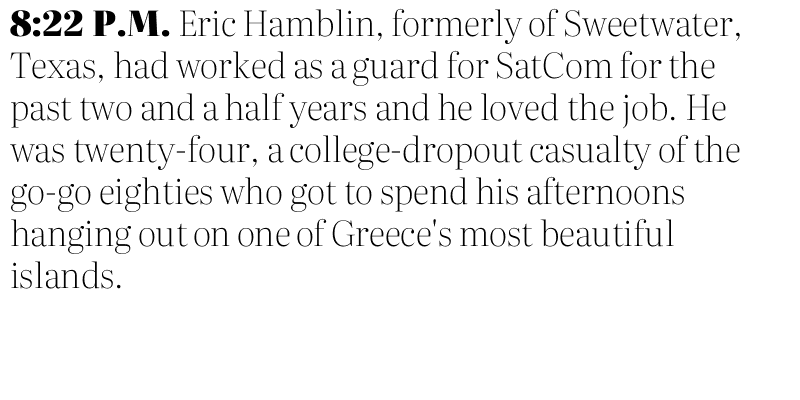 8:22 P.M. Eric Hamblin, formerly of Sweetwater,
Texas, had worked as a guard for SatCom for the
past two and a half years and he loved the job. He
was twenty-four, a college-dropout casualty of the
go-go eighties who got to spend his afternoons
hanging out on one of Greece's most beautiful
islands.